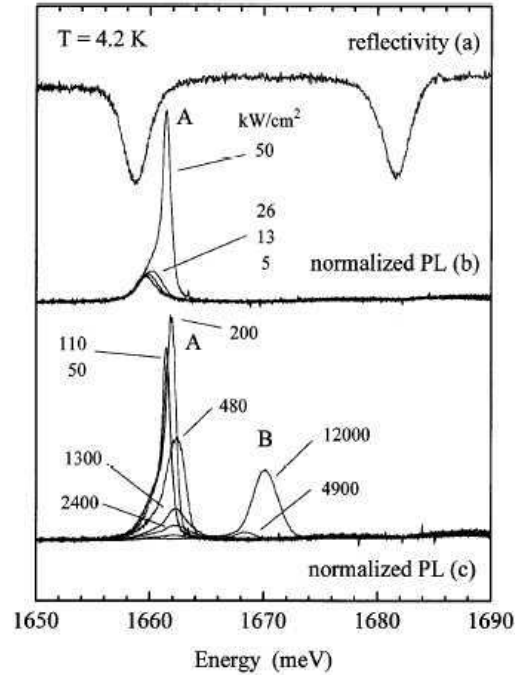 T = 4.2 K
reflectivity (a)
A
kW/cm²
50
26
13
5
normalized PL (b)
200
110
A
50
480
B
12000
1300
4900
2400
normalized PL (c)
1650 1660 1670 1680 1690
Energy (meV)